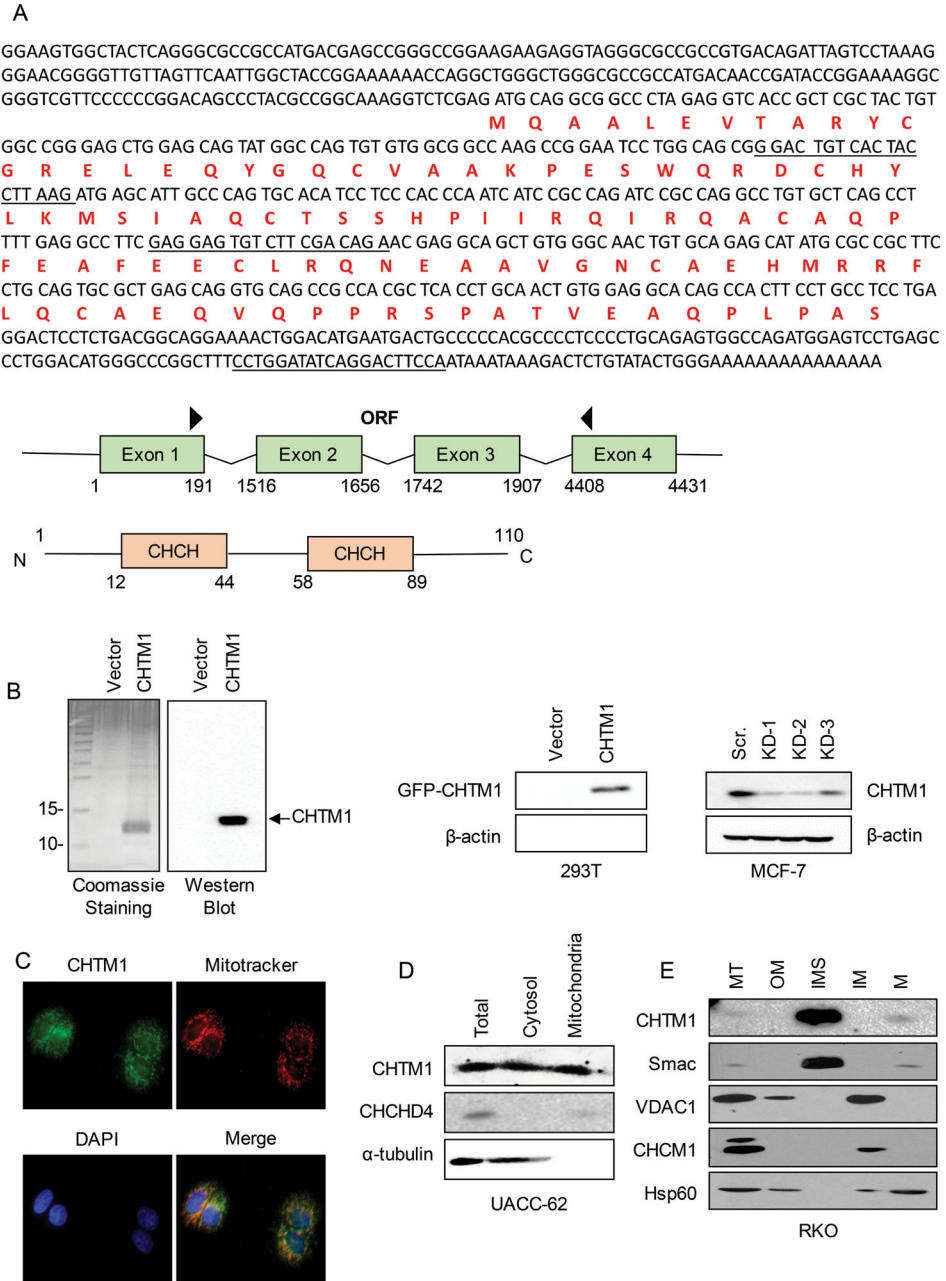 A
GGAAGTGGCTACTCAGGGCGCCGCCATGACGAGCCGGGCCGGAAGAAGAGGTAGGGCGCCGCCGTGACAGATTAGTCCTAAAG
GGAACGGGGTTGTTAGTTCAATTGGCTACCGGAAAAAACCAGGCTGGGCTGGGCGCCGCCATGACAACCGATACCGGAAAAGGC
GGGTCGTTCCCCCCGGACAGCCCTACGCCGGCAAAGGTCTCGAG ATG CAG GCG GCC CTA GAG GTC ACC GCT CGC TAC TGT
M Q A A L E V T A R Y C
GGC CGG GAG CTG GAG CAG TAT GGC CAG TGT GTG GCG GCC AAG CCG GAA TCC TGG CAG CGG GAC TGT CAC TAC
G R E L E Q Y G Q C V A A K P E S W Q R D C H Y
CTT AAG ATG AGC ATT GCC CAG TGC ACA TCC TCC CAC CCA ATC ATC CGC CAG ATC CGC CAG GCC TGT GCT CAG CCT
L K M S I A Q C T S S H P I I R Q I R Q A C A Q P
TTT GAG GCC TTC GAG GAG TGT CTT CGA CAG AAC GAG GCA GCT GTG GGC AAC TGT GCA GAG CAT ATG CGC CGC TTC
F E A F E E C L R Q N E A A V G N C A E H M R R F
CTG CAG TGC GCT GAG CAG GTG CAG CCG CCA CGC TCA CCT GCA ACT GTG GAG GCA CAG CCA CTT CCT GCC TCC TGA
L Q C A E Q V Q P P R S P A T V E A Q P L P A S
GGACTCCTCTGACGGCAGGAAAACTGGACATGAATGACTGCCCCCACGCCCCTCCCCTGCAGAGTGGCCAGATGGAGTCCTGAGC
CCTGGACATGGGCCCGGCTTTCCTGGATATCAGGACTTCCAATAAATAAAGACTCTGTATACTGGGAAAAAAAAAAAAAAA
ORF
Exon 1 Exon 2 Exon 3 Exon 4
1 191 1516 1656 1742 1907 4408 4431
1 110
N CHCH CHCH C
12 44 58 89
B
Vector CHTM1 Vector CHTM1
15-
10-
CHTM1
Coomassie Staining
Western Blot
Vector CHTM1
GFP-CHTM1
β-actin
293T
Scr. KD-1 KD-2 KD-3
CHTM1
β-actin
MCF-7
C
CHTM1 Mitotracker
DAPI Merge
D
Total Cytosol Mitochondria
CHTM1
CHCHD4
α-tubulin
UACC-62
E
MT OM IMS IM M
CHTM1
Smac
VDAC1
CHCM1
Hsp60
RKO